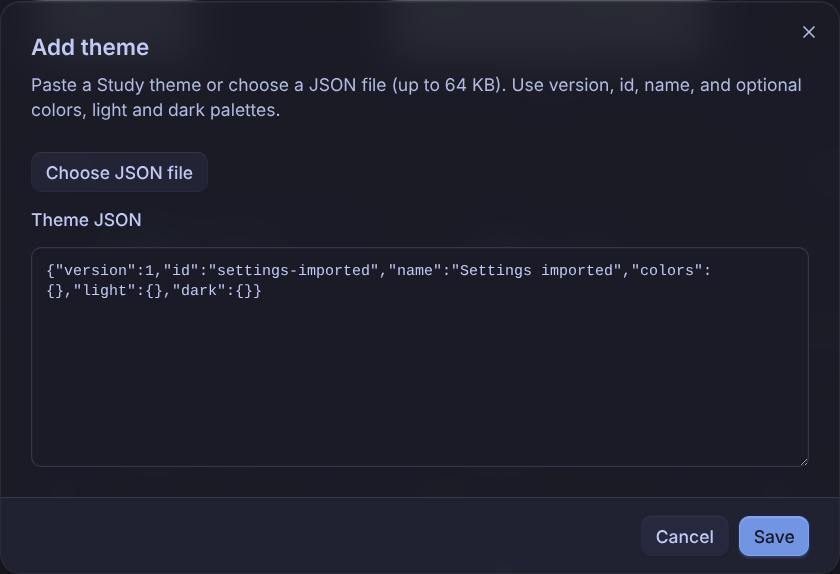 Add theme
Paste a Study theme or choose a JSON file (up to 64 KB). Use version, id, name, and optional
colors, light and dark palettes.
Choose JSON file
Theme JSON
{"version":1,"id":"settings-imported","name":"Settings imported","colors":
{},"light":{},"dark":{}}
Cancel
Save